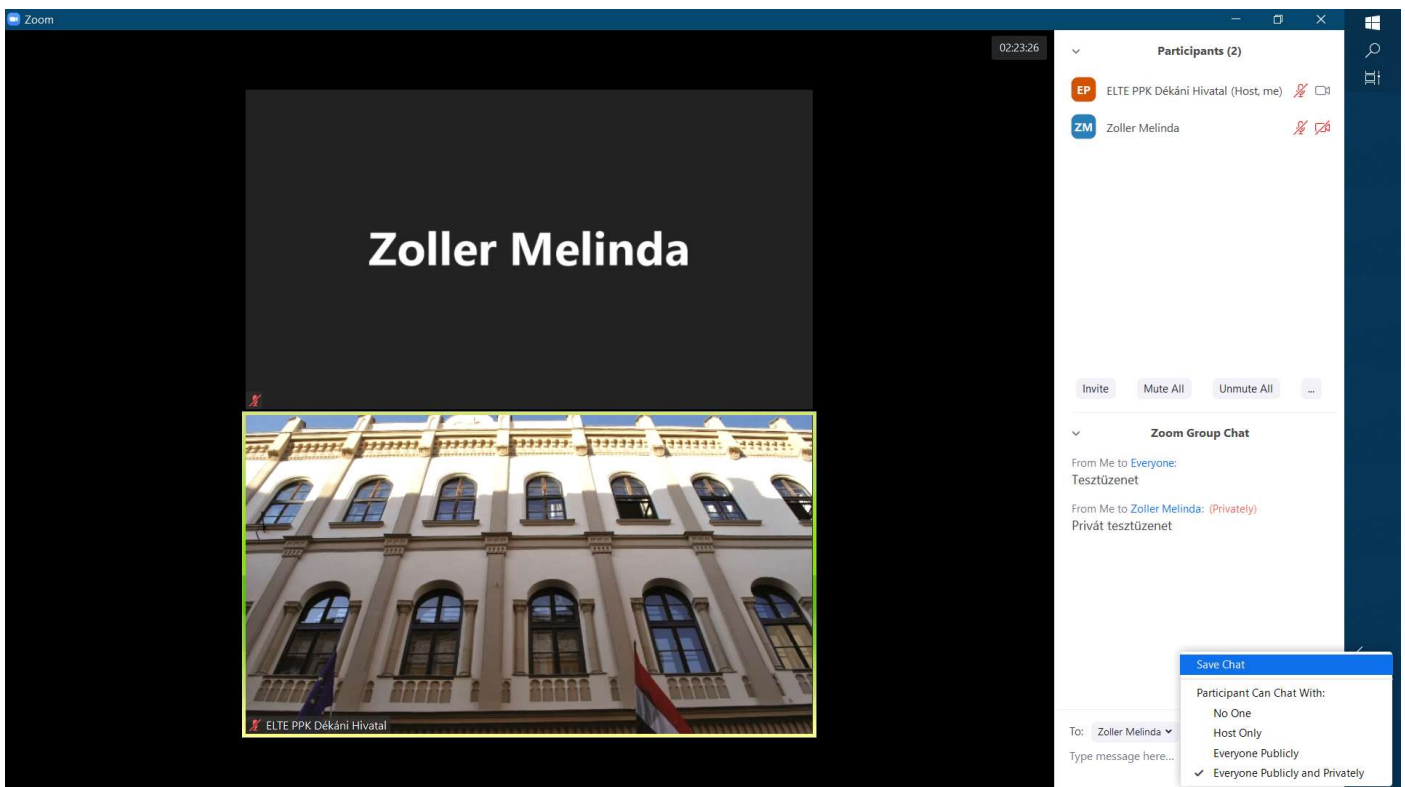 Zoom
02:23:26
Zoller Melinda
ELTE PPK Dékáni Hivatal
Participants (2)
EP ELTE PPK Dékáni Hivatal (Host, me)
ZM Zoller Melinda
Invite Mute All Unmute All ...
Zoom Group Chat
From Me to Everyone:
Tesztüzenet
From Me to Zoller Melinda: (Privately)
Privát tesztüzenet
To: Zoller Melinda
Type message here...
Save Chat
Participant Can Chat With:
No One
Host Only
Everyone Publicly
Everyone Publicly and Privately